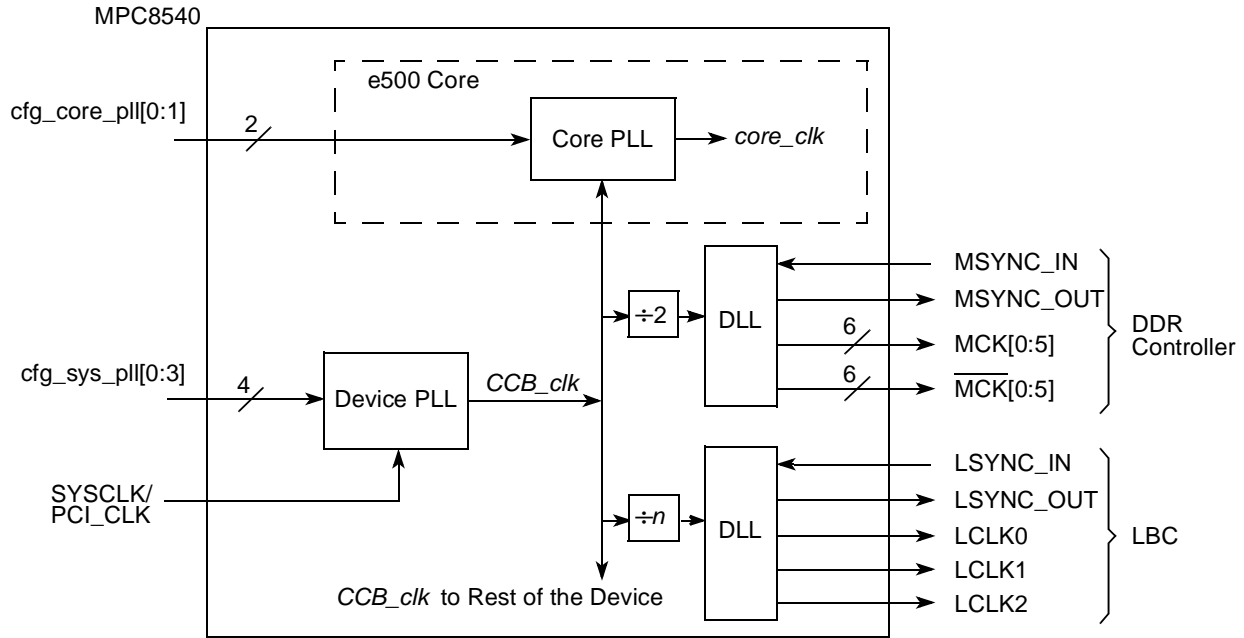 MPC8540
e500 Core
cfg_core_pll[0:1]
2
Core PLL
core_clk
MSYNC_IN
MSYNC_OUT
÷2
DLL
6
MCK[0:5]
6
M̅C̅K̅[0:5]
DDR
Controller
cfg_sys_pll[0:3]
4
Device PLL
CCB_clk
SYSCLK/
PCI_CLK
LSYNC_IN
LSYNC_OUT
÷n
DLL
LCLK0
LCLK1
LCLK2
LBC
CCB_clk to Rest of the Device